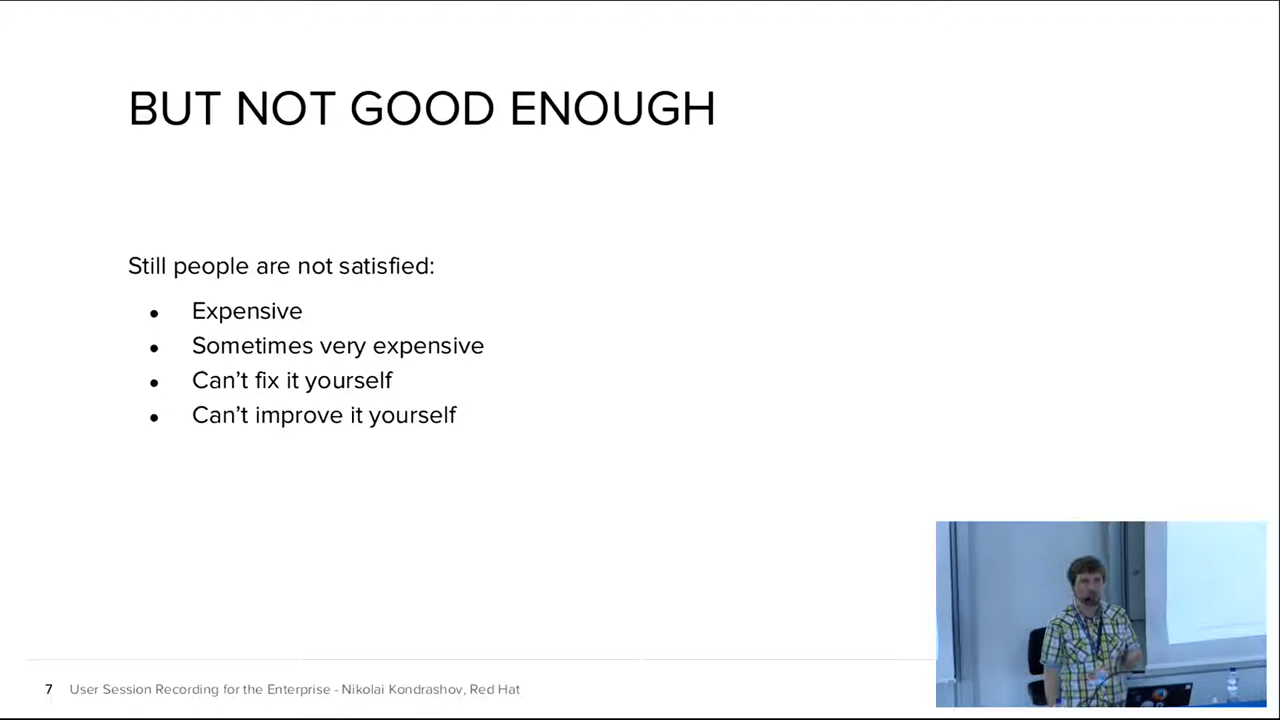 BUT NOT GOOD ENOUGH
Still people are not satisfied:
● Expensive
● Sometimes very expensive
● Can’t fix it yourself
● Can’t improve it yourself
7 User Session Recording for the Enterprise - Nikolai Kondrashov, Red Hat